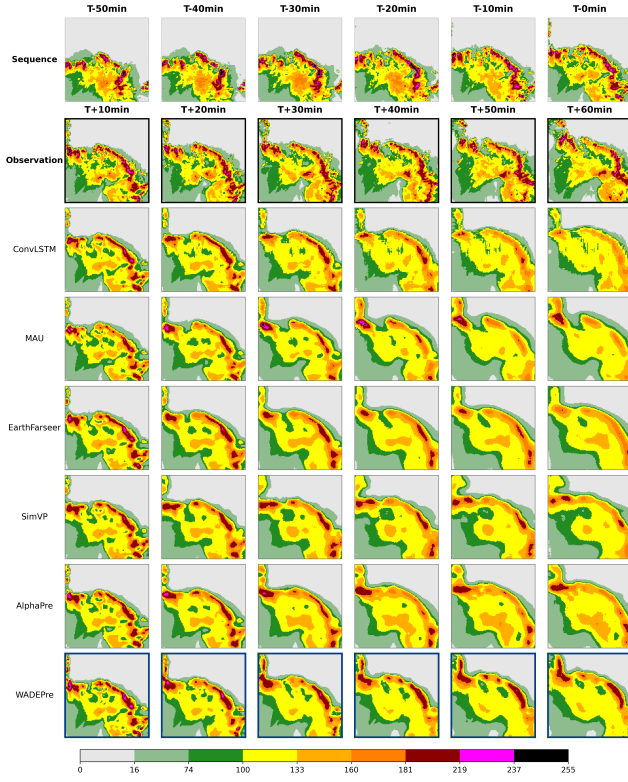 T-50min T-40min T-30min T-20min T-10min T-0min
Sequence
T+10min T+20min T+30min T+40min T+50min T+60min
Observation
ConvLSTM
MAU
EarthFarseer
SimVP
AlphaPre
WADEPre
0 16 74 100 133 160 181 219 237 255